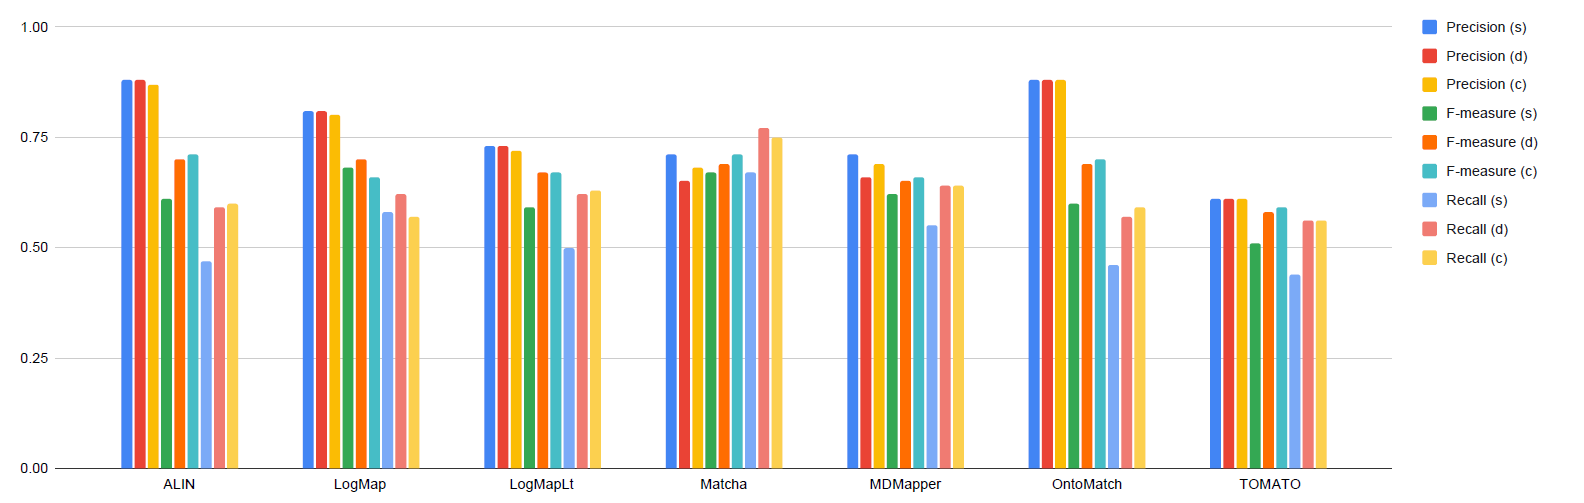 1.00
0.75
0.50
0.25
0.00
ALIN
LogMap
LogMapLt
Matcha
MDMapper
OntoMatch
TOMATO
Precision (s)
Precision (d)
Precision (c)
F-measure (s)
F-measure (d)
F-measure (c)
Recall (s)
Recall (d)
Recall (c)